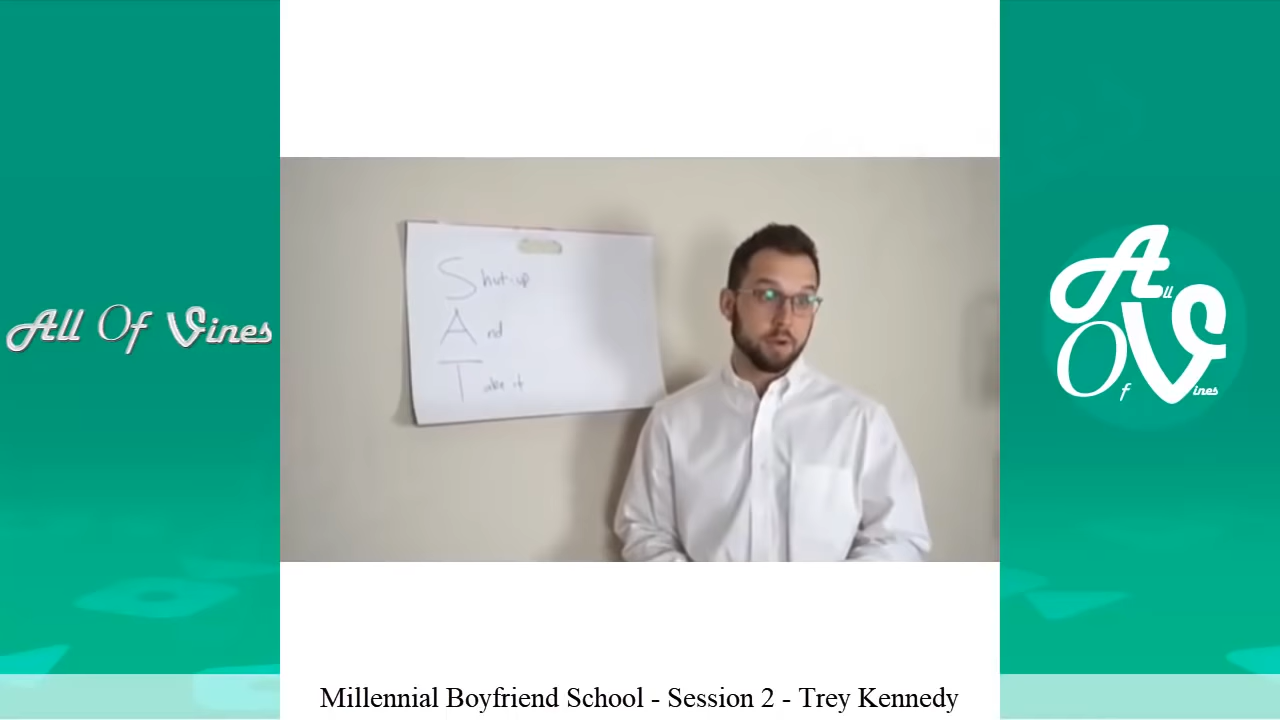 All Of Vines
Shut-up
And
Take it
All
Of Vines
Millennial Boyfriend School - Session 2 - Trey Kennedy